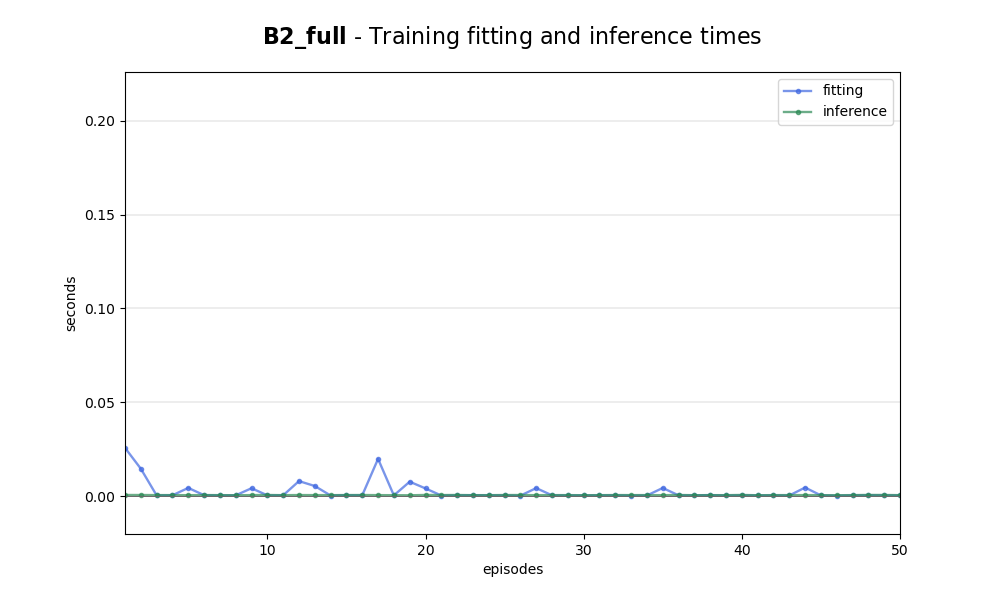 B2_full - Training fitting and inference times
fitting
inference
0.20
0.15
0.10
0.05
0.00
seconds
10
20
30
40
50
episodes